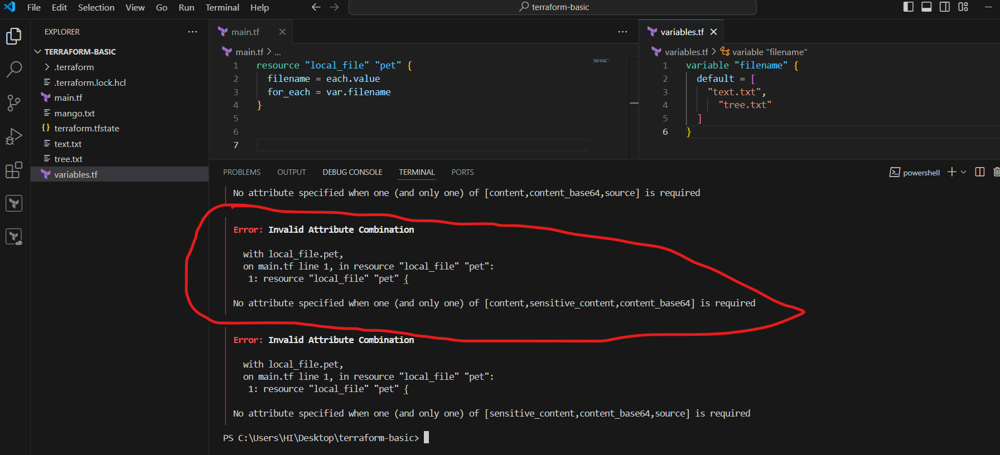 File Edit Selection View Go Run Terminal Help
terraform-basic
EXPLORER
TERRAFORM-BASIC
.terraform
.terraform.lock.hcl
main.tf
mango.txt
terraform.tfstate
text.txt
tree.txt
variables.tf
main.tf
main.tf > ...
1 resource "local_file" "pet" {
2 filename = each.value
3 for_each = var.filename
4 }
5
6
7
variables.tf
variables.tf > variable "filename"
1 variable "filename" {
2 default = [
3 "text.txt",
4 "tree.txt"
5 ]
6 }
PROBLEMS OUTPUT DEBUG CONSOLE TERMINAL PORTS
powershell
No attribute specified when one (and only one) of [content,content_base64,source] is required
Error: Invalid Attribute Combination
with local_file.pet,
on main.tf line 1, in resource "local_file" "pet":
1: resource "local_file" "pet" {
No attribute specified when one (and only one) of [content,sensitive_content,content_base64] is required
Error: Invalid Attribute Combination
with local_file.pet,
on main.tf line 1, in resource "local_file" "pet":
1: resource "local_file" "pet" {
No attribute specified when one (and only one) of [sensitive_content,content_base64,source] is required
PS C:\Users\HI\Desktop\terraform-basic>